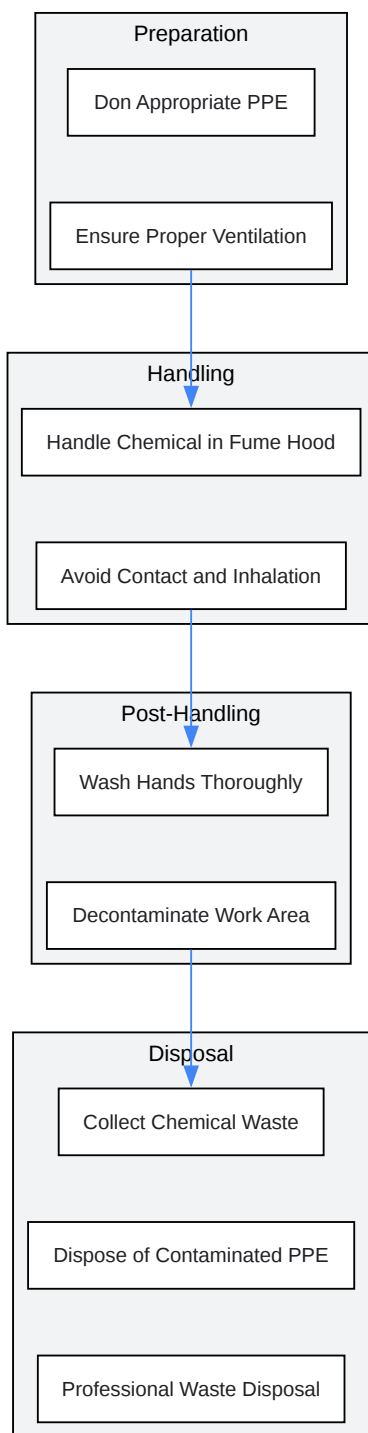 Preparation
Don Appropriate PPE
Ensure Proper Ventilation
Handling
Handle Chemical in Fume Hood
Avoid Contact and Inhalation
Post-Handling
Wash Hands Thoroughly
Decontaminate Work Area
Disposal
Collect Chemical Waste
Dispose of Contaminated PPE
Professional Waste Disposal